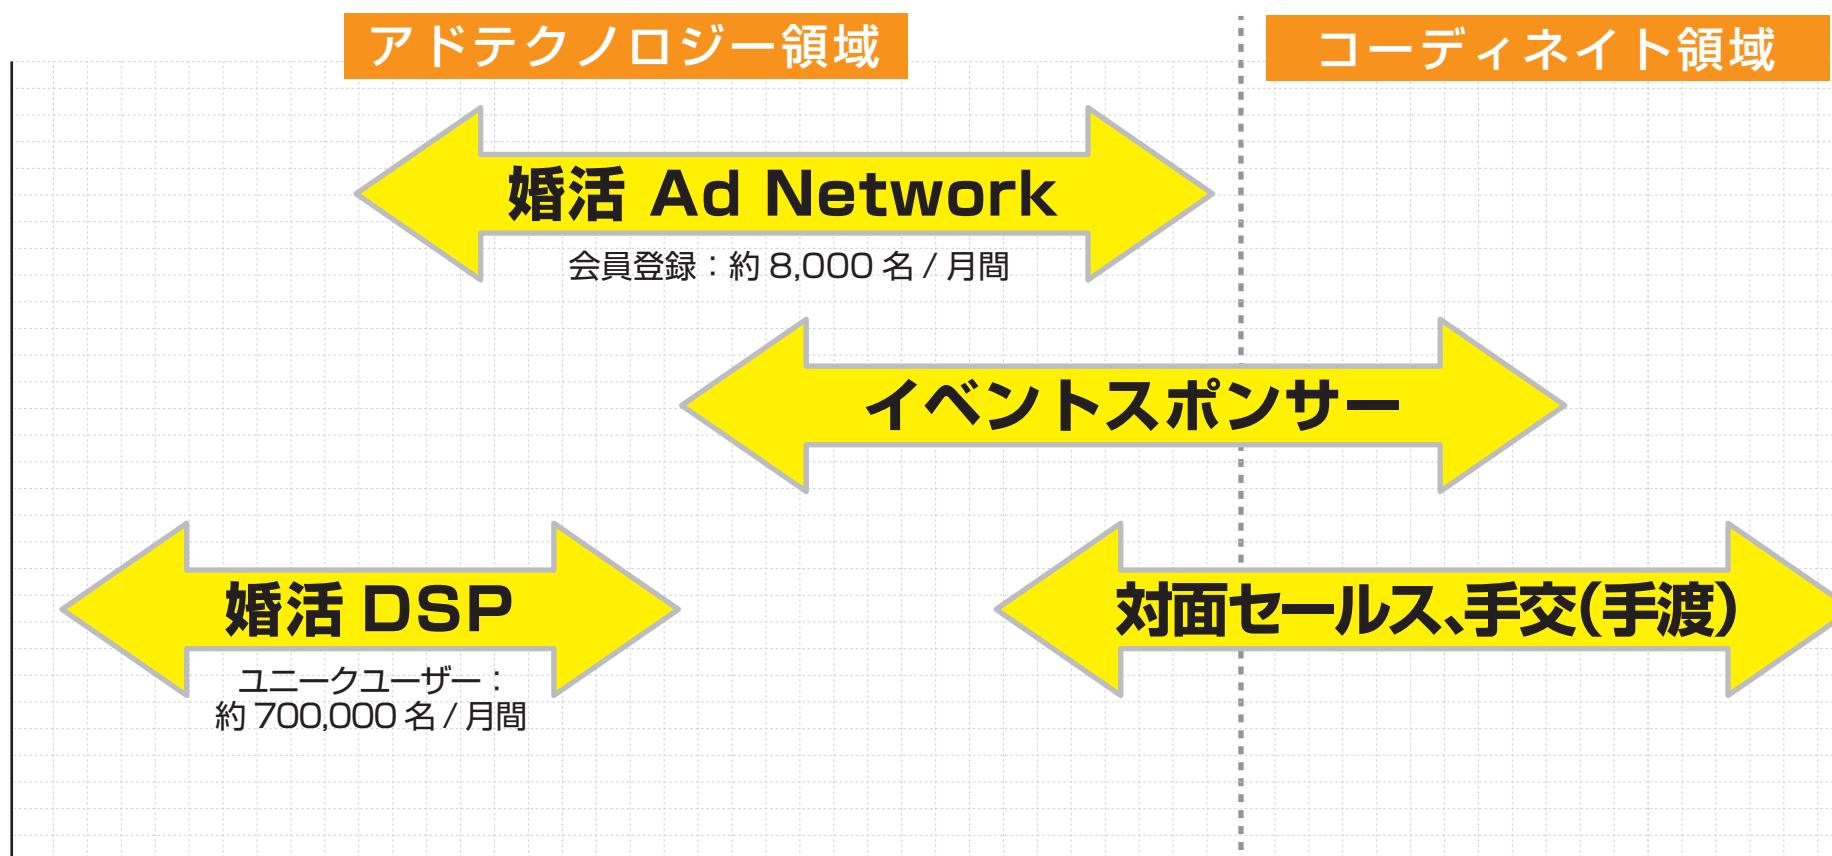 アドテクノロジー領域
コーディネイト領域
婚活 Ad Network
会員登録：約 8,000 名 / 月間
イベントスポンサー
婚活 DSP
対面セールス、手交(手渡)
ユニークユーザー：
約 700,000 名 / 月間